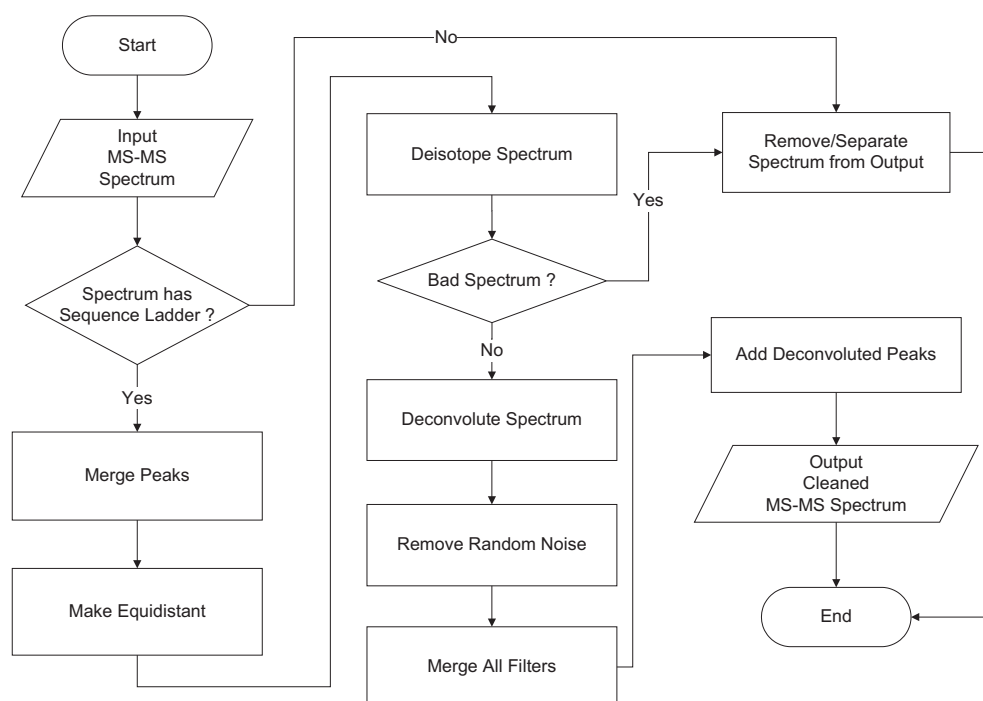 Start
Input
MS-MS
Spectrum
Spectrum has
Sequence Ladder ?
Yes
Merge Peaks
Make Equidistant
No
Deisotope Spectrum
Bad Spectrum ?
Yes
No
Deconvolute Spectrum
Remove Random Noise
Merge All Filters
Remove/Separate
Spectrum from Output
Add Deconvoluted Peaks
Output
Cleaned
MS-MS Spectrum
End